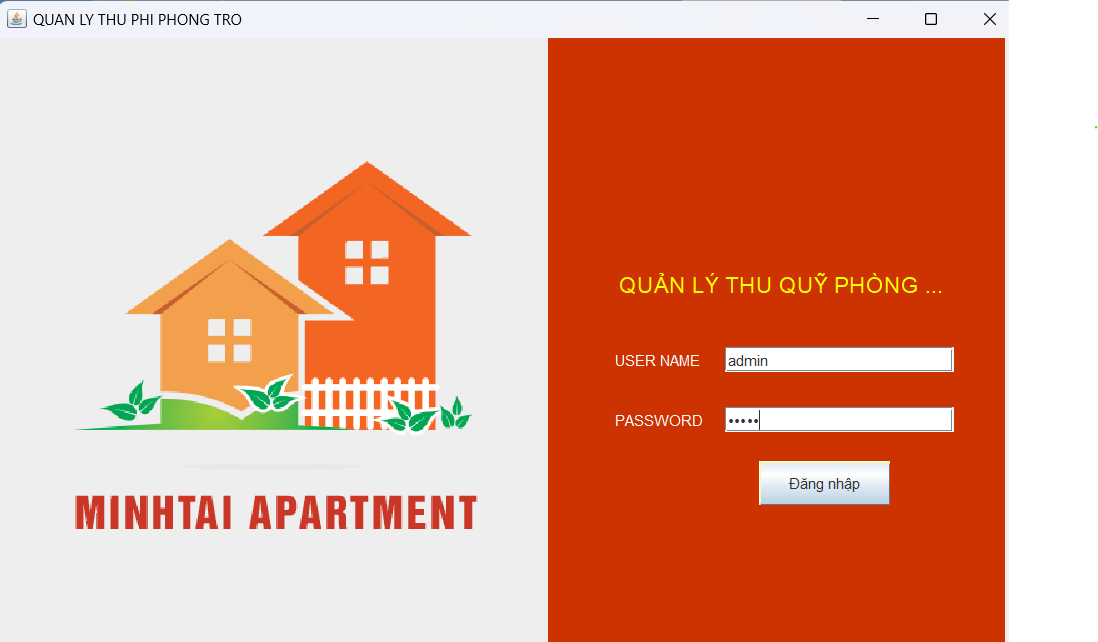 QUAN LY THU PHI PHONG TRO
MINHTAI APARTMENT
QUẢN LÝ THU QUỸ PHÒNG ...
USER NAME admin
PASSWORD •••••
Đăng nhập